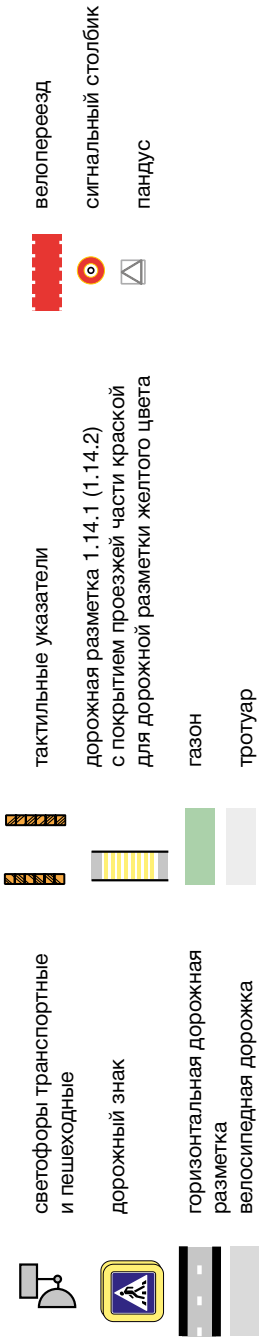 светофоры транспортные
и пешеходные
дорожный знак
горизонтальная дорожная
разметка
велосипедная дорожка
тактильные указатели
дорожная разметка 1.14.1 (1.14.2)
с покрытием проезжей части краской
для дорожной разметки желтого цвета
газон
тротуар
велопереезд
сигнальный столбик
пандус